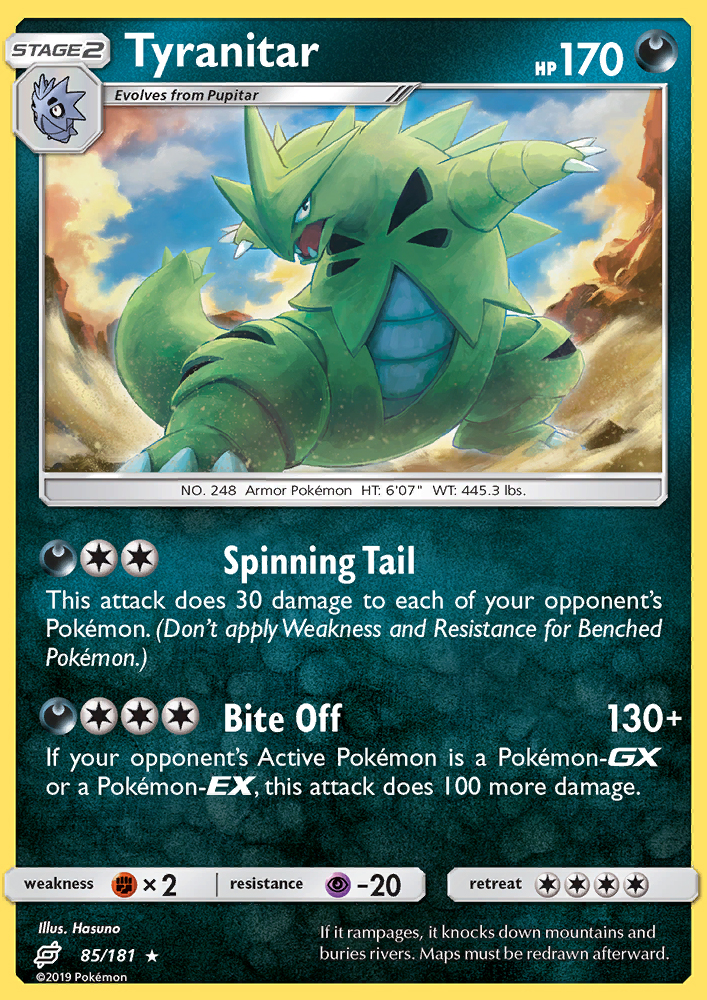 STAGE2
Tyranitar
HP170
Evolves from Pupitar
NO. 248 Armor Pokémon HT: 6'07" WT: 445.3 lbs.
Spinning Tail
This attack does 30 damage to each of your opponent's
Pokémon. (Don't apply Weakness and Resistance for Benched
Pokémon.)
Bite Off 130+
If your opponent's Active Pokémon is a Pokémon-GX
or a Pokémon-EX, this attack does 100 more damage.
weakness ×2 resistance -20 retreat
Illus. Hasuno
85/181 ★
©2019 Pokémon
If it rampages, it knocks down mountains and
buries rivers. Maps must be redrawn afterward.